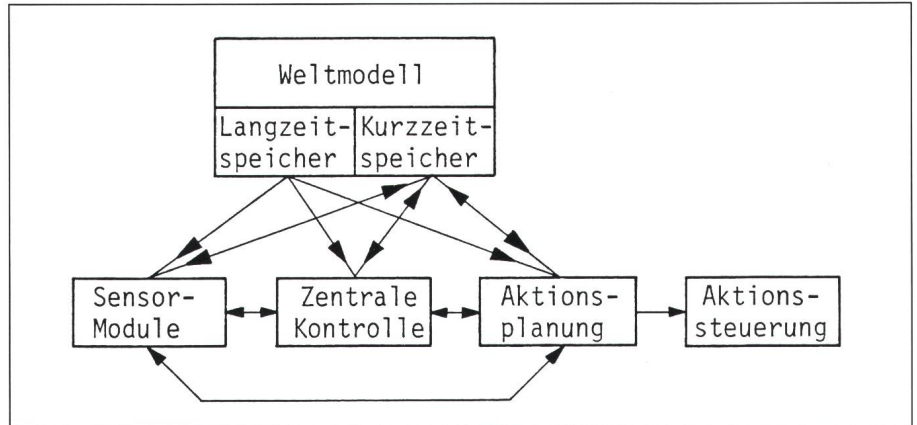 Weltmodell
Langzeit-
speicher
Kurzzeit-
speicher
Sensor-
Module
Zentrale
Kontrolle
Aktions-
planung
Aktions-
steuerung